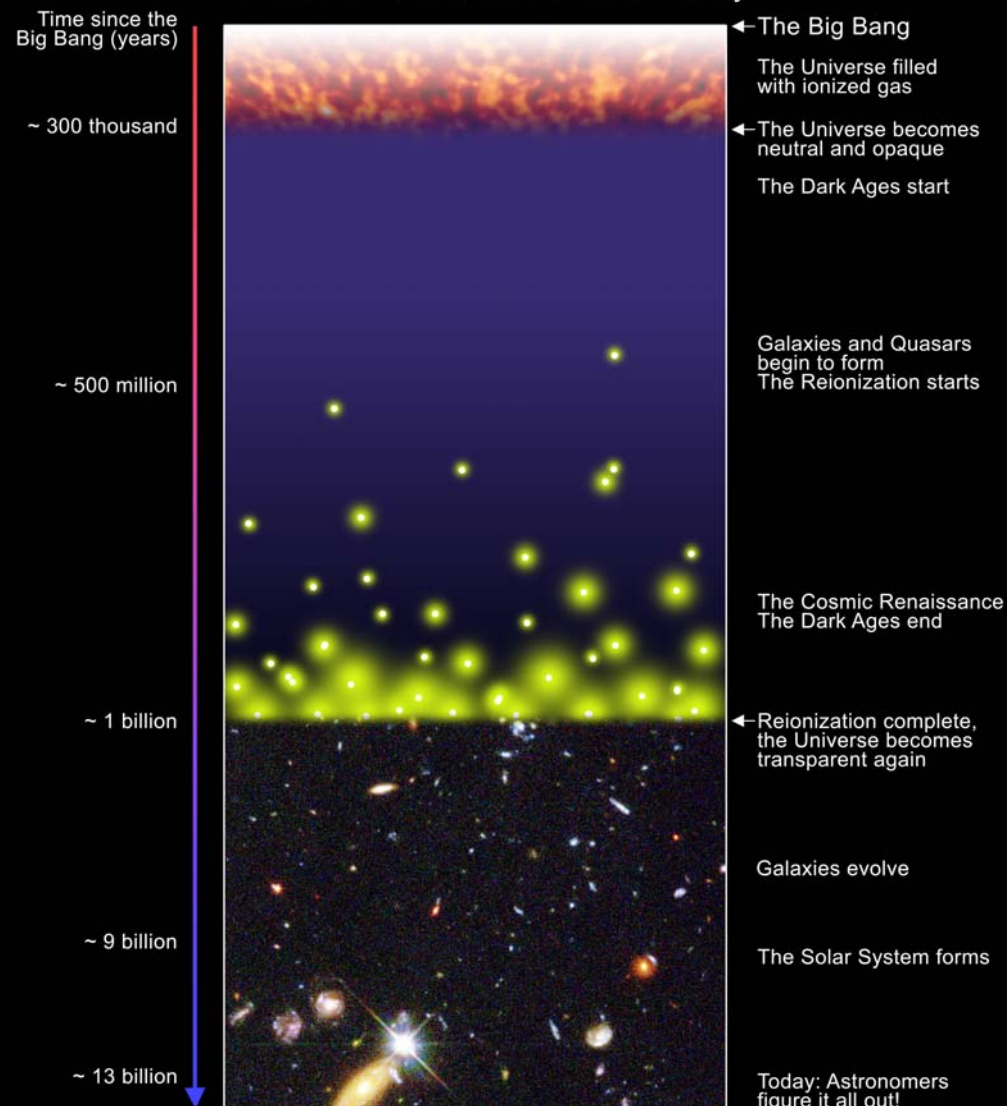 Time since the
Big Bang (years)
The Big Bang
The Universe filled
with ionized gas
~ 300 thousand
The Universe becomes
neutral and opaque
The Dark Ages start
Galaxies and Quasars
begin to form
The Reionization starts
~ 500 million
The Cosmic Renaissance
The Dark Ages end
~ 1 billion
Reionization complete,
the Universe becomes
transparent again
Galaxies evolve
~ 9 billion
The Solar System forms
~ 13 billion
Today: Astronomers
figure it all out!